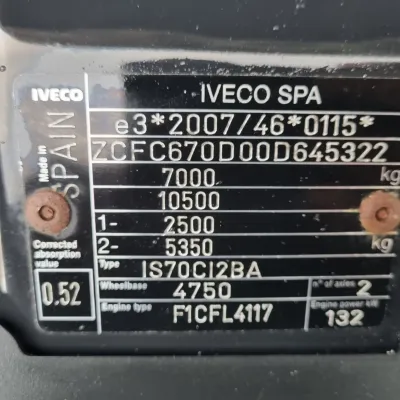 IVECO IVECO SPA
e3*2007/46*0115*
ZCFC670D00D645322
Made in SPAIN
7000 kg
10500
1- 2500
2- 5350 kg
Corrected absorption value
0.52
Type IS70CI2BA
Wheelbase 4750 n° of axles 2
Engine type F1CFL4117 Engine power kW 132